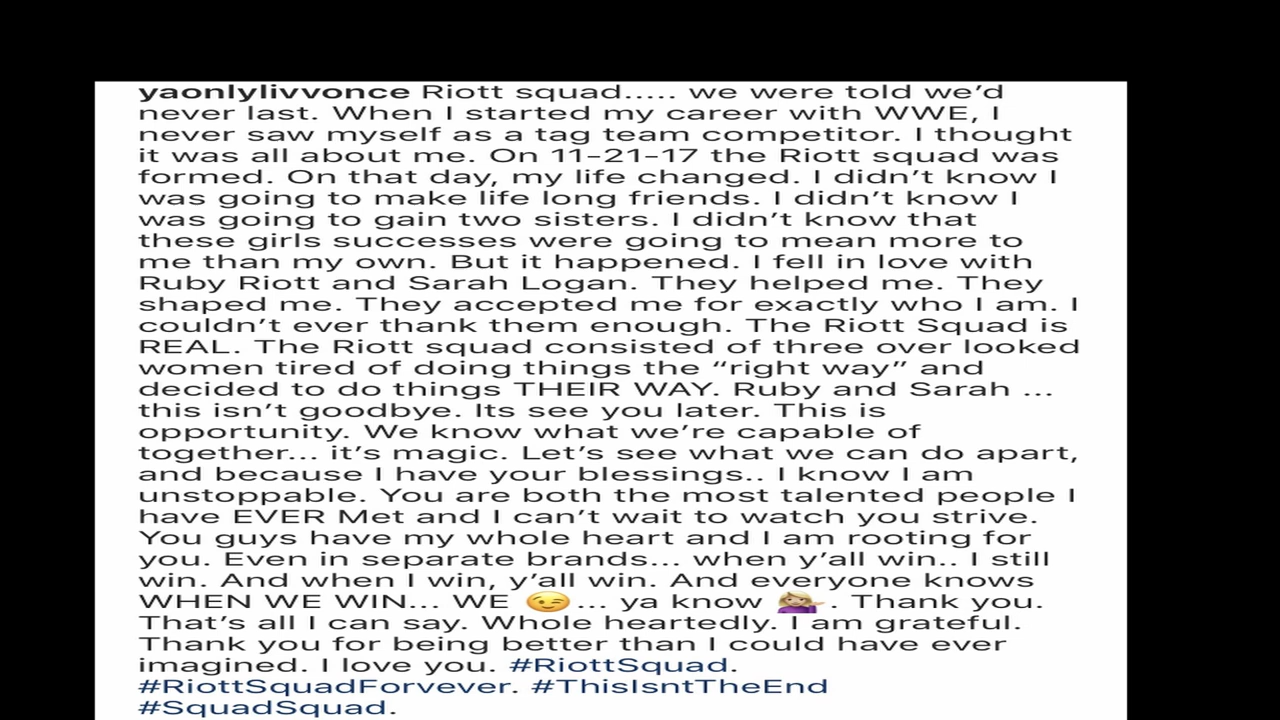 yaonlylivvonce Riott squad..... we were told we’d
never last. When I started my career with WWE, I
never saw myself as a tag team competitor. I thought
it was all about me. On 11-21-17 the Riott squad was
formed. On that day, my life changed. I didn’t know I
was going to make life long friends. I didn’t know I
was going to gain two sisters. I didn’t know that
these girls successes were going to mean more to
me than my own. But it happened. I fell in love with
Ruby Riott and Sarah Logan. They helped me. They
shaped me. They accepted me for exactly who I am. I
couldn’t ever thank them enough. The Riott Squad is
REAL. The Riott squad consisted of three over looked
women tired of doing things the “right way” and
decided to do things THEIR WAY. Ruby and Sarah ...
this isn’t goodbye. Its see you later. This is
opportunity. We know what we’re capable of
together... it’s magic. Let’s see what we can do apart,
and because I have your blessings.. I know I am
unstoppable. You are both the most talented people I
have EVER Met and I can’t wait to watch you strive.
You guys have my whole heart and I am rooting for
you. Even in separate brands... when y’all win.. I still
win. And when I win, y’all win. And everyone knows
WHEN WE WIN... WE 😉... ya know 💁🏼‍♀️. Thank you.
That’s all I can say. Whole heartedly. I am grateful.
Thank you for being better than I could have ever
imagined. I love you. #RiottSquad.
#RiottSquadForvever. #ThisIsntTheEnd
#SquadSquad.